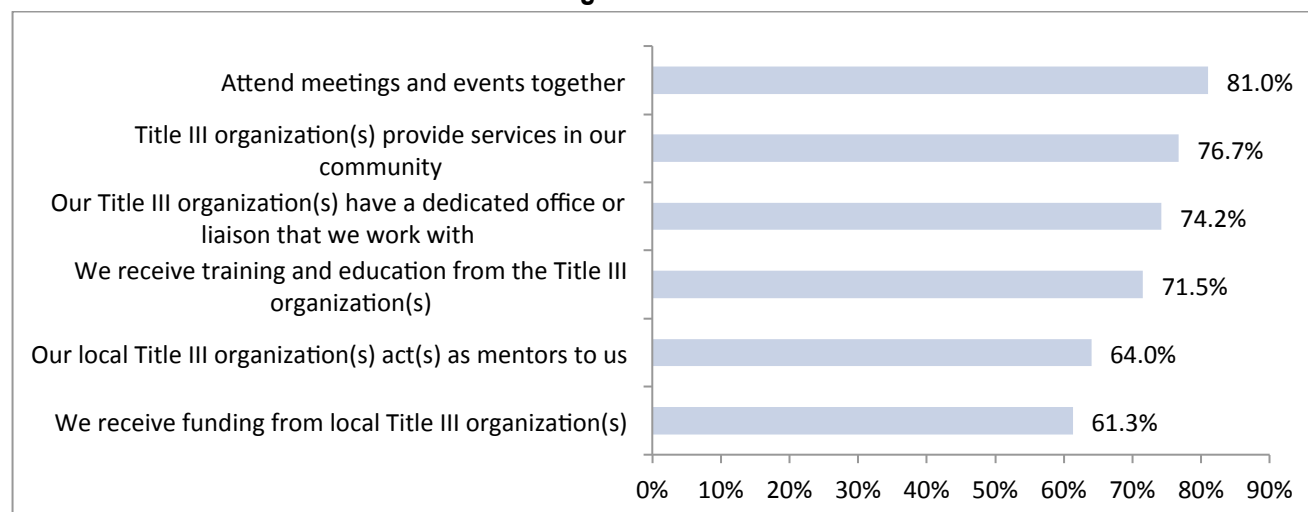 Attend meetings and events together
81.0%
Title III organization(s) provide services in our
community
76.7%
Our Title III organization(s) have a dedicated office or
liaison that we work with
74.2%
We receive training and education from the Title III
organization(s)
71.5%
Our local Title III organization(s) act(s) as mentors to us
64.0%
We receive funding from local Title III organization(s)
61.3%
0% 10% 20% 30% 40% 50% 60% 70% 80% 90%